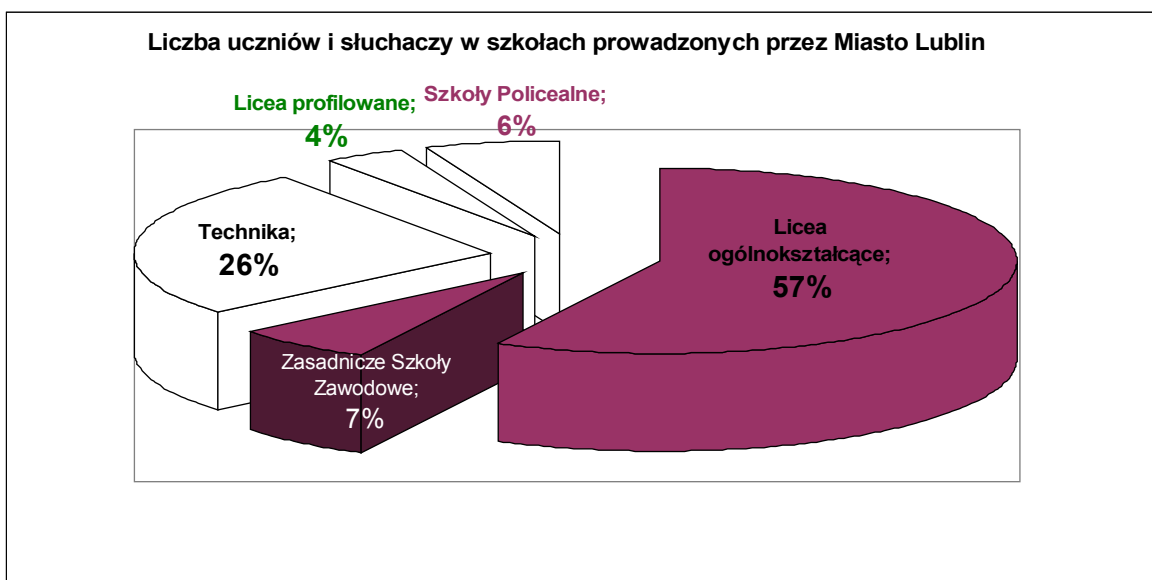 Liczba uczniów i słuchaczy w szkołach prowadzonych przez Miasto Lublin
Licea profilowane;
4%
Szkoły Policealne;
6%
Technika;
26%
Licea
ogólnokształcące;
57%
Zasadnicze Szkoły
Zawodowe;
7%